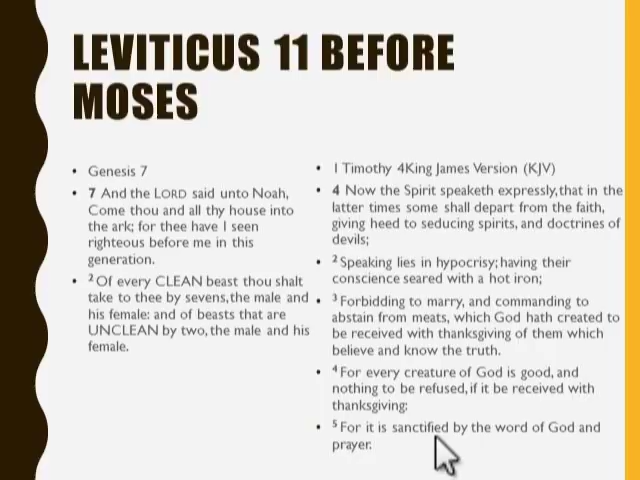 LEVITICUS 11 BEFORE
MOSES
• Genesis 7
• 7 And the LORD said unto Noah,
Come thou and all thy house into
the ark; for thee have I seen
righteous before me in this
generation.
• 2 Of every CLEAN beast thou shalt
take to thee by sevens, the male and
his female: and of beasts that are
UNCLEAN by two, the male and his
female.
• 1 Timothy 4King James Version (KJV)
• 4 Now the Spirit speaketh expressly, that in the
latter times some shall depart from the faith,
giving heed to seducing spirits, and doctrines of
devils;
• 2 Speaking lies in hypocrisy; having their
conscience seared with a hot iron;
• 3 Forbidding to marry, and commanding to
abstain from meats, which God hath created to
be received with thanksgiving of them which
believe and know the truth.
• 4 For every creature of God is good, and
nothing to be refused, if it be received with
thanksgiving:
• 5 For it is sanctified by the word of God and
prayer.